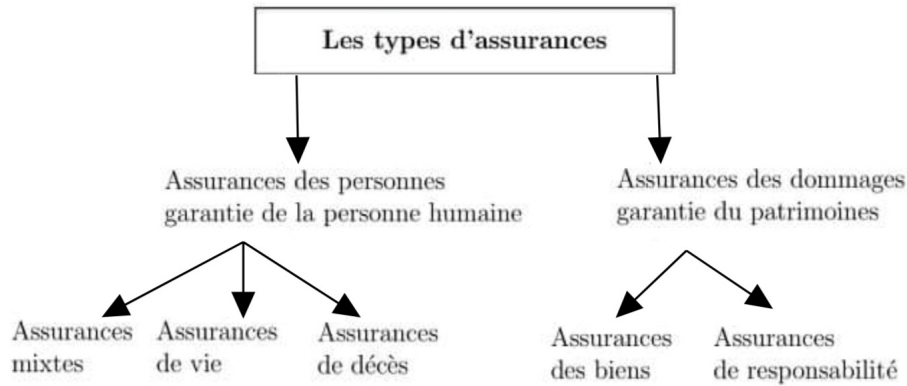 Les types d'assurances
Assurances des personnes
garantie de la personne humaine
Assurances des dommages
garantie du patrimoines
Assurances
mixtes
Assurances
de vie
Assurances
de décès
Assurances
des biens
Assurances
de responsabilité